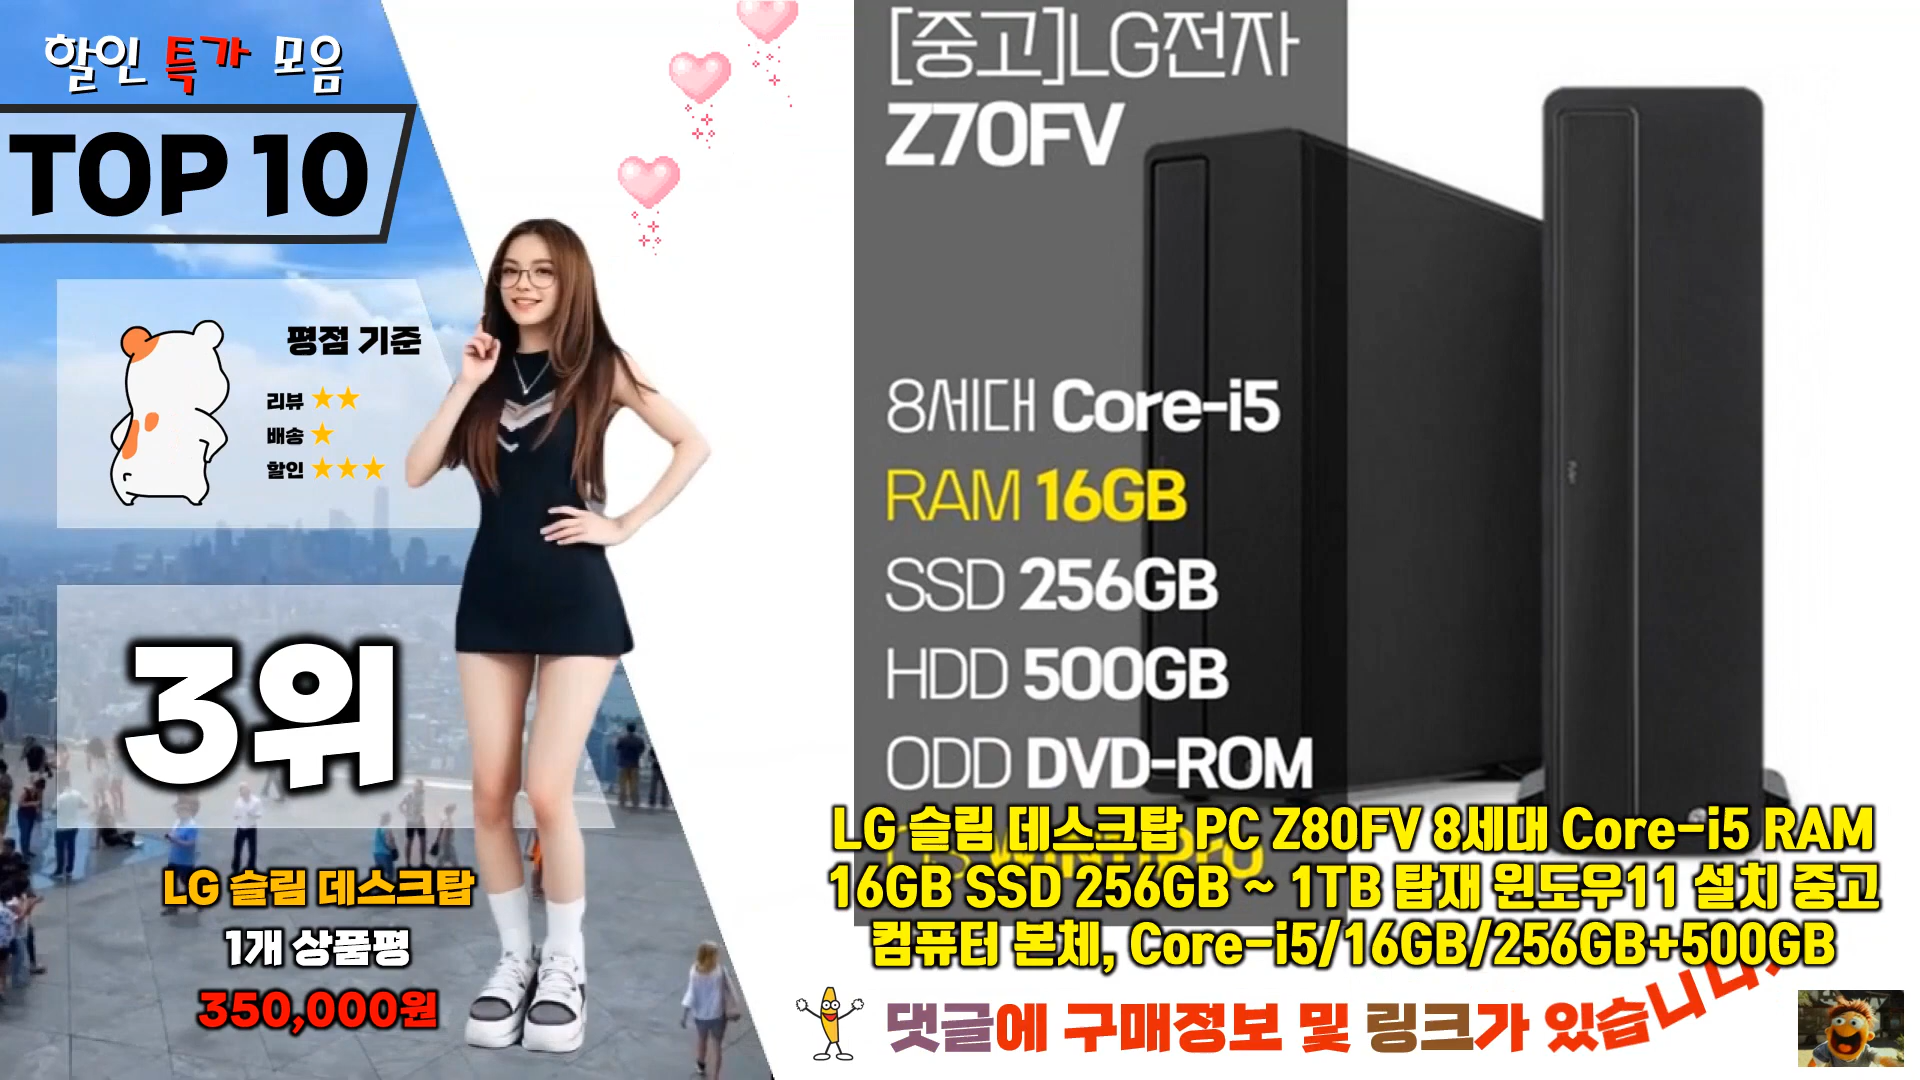 할인 특가 모음
TOP 10
평점 기준
리뷰 ★★
배송 ★
할인 ★★★
3위
LG 슬림 데스크탑
1개 상품평
350,000원
[중고]LG전자
Z70FV
8세대 Core-i5
RAM 16GB
SSD 256GB
HDD 500GB
ODD DVD-ROM
LG 슬림 데스크탑 PC Z80FV 8세대 Core-i5 RAM
16GB SSD 256GB ~ 1TB 탑재 윈도우11 설치 중고
컴퓨터 본체, Core-i5/16GB/256GB+500GB
댓글에 구매정보 및 링크가 있습니다.